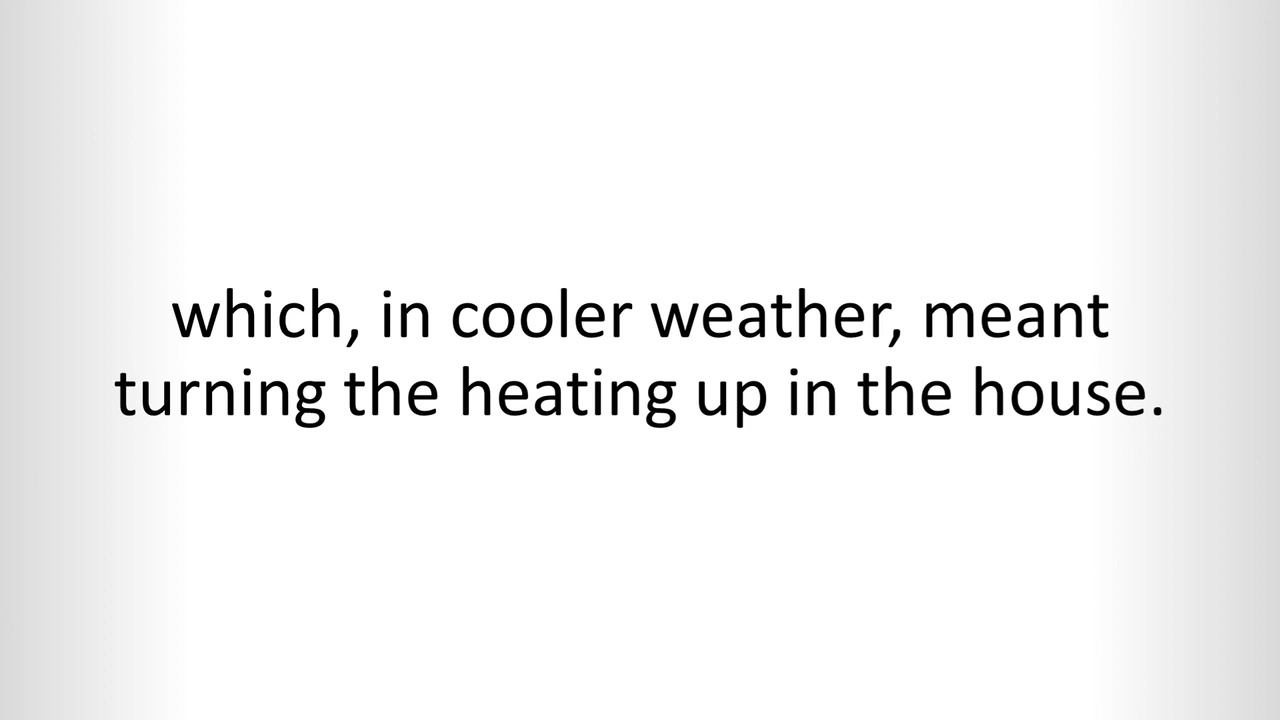 which, in cooler weather, meant
turning the heating up in the house.